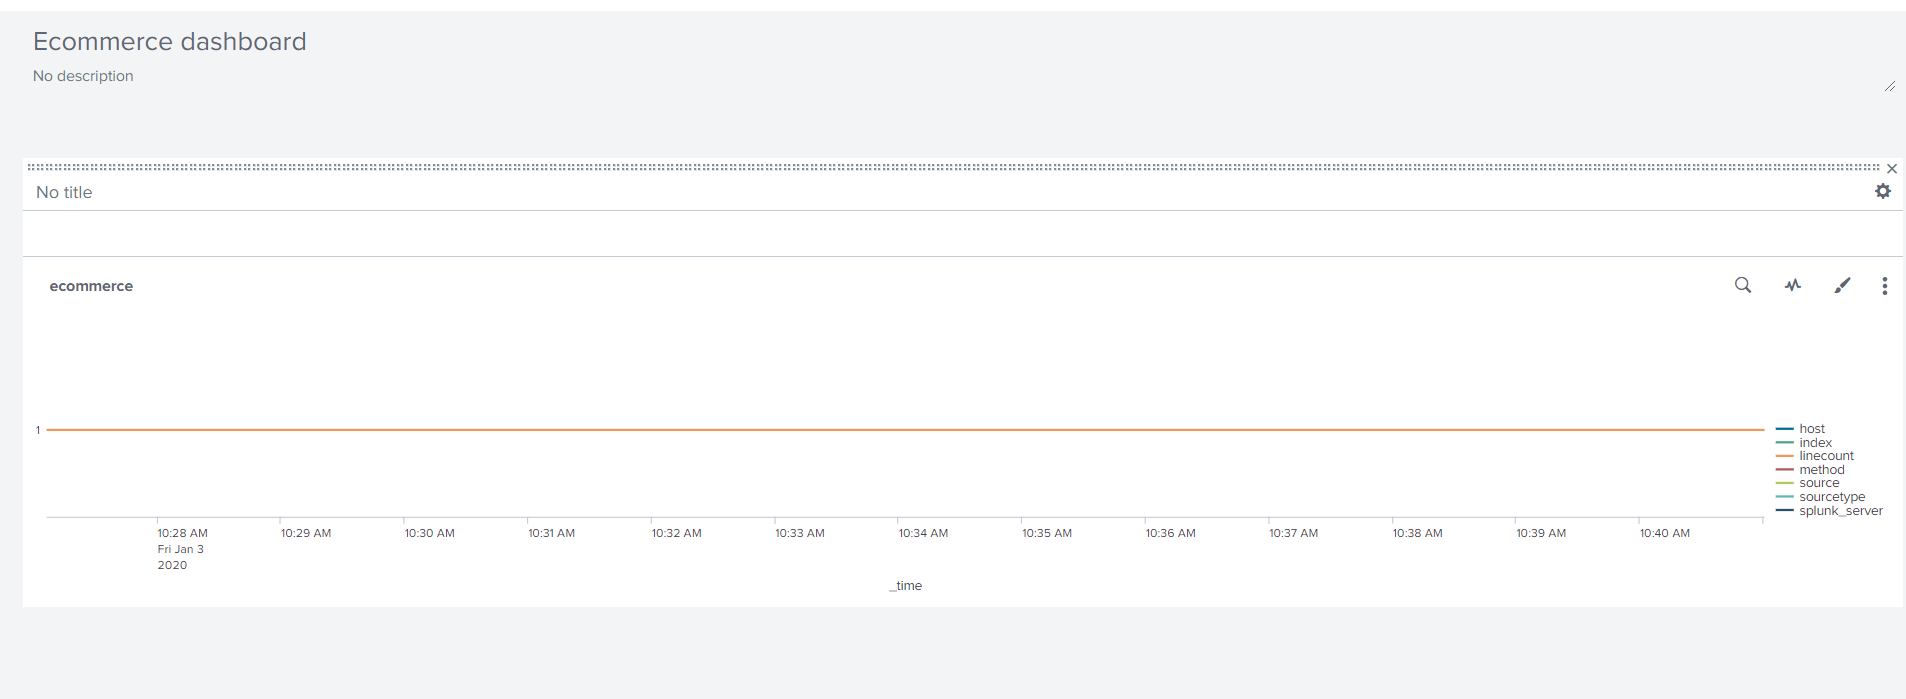 Ecommerce dashboard
No description
No title
ecommerce
1
host
index
linecount
method
source
sourcetype
splunk_server
10:28 AM 10:29 AM 10:30 AM 10:31 AM 10:32 AM 10:33 AM 10:34 AM 10:35 AM 10:36 AM 10:37 AM 10:38 AM 10:39 AM 10:40 AM
Fri Jan 3
2020
_time